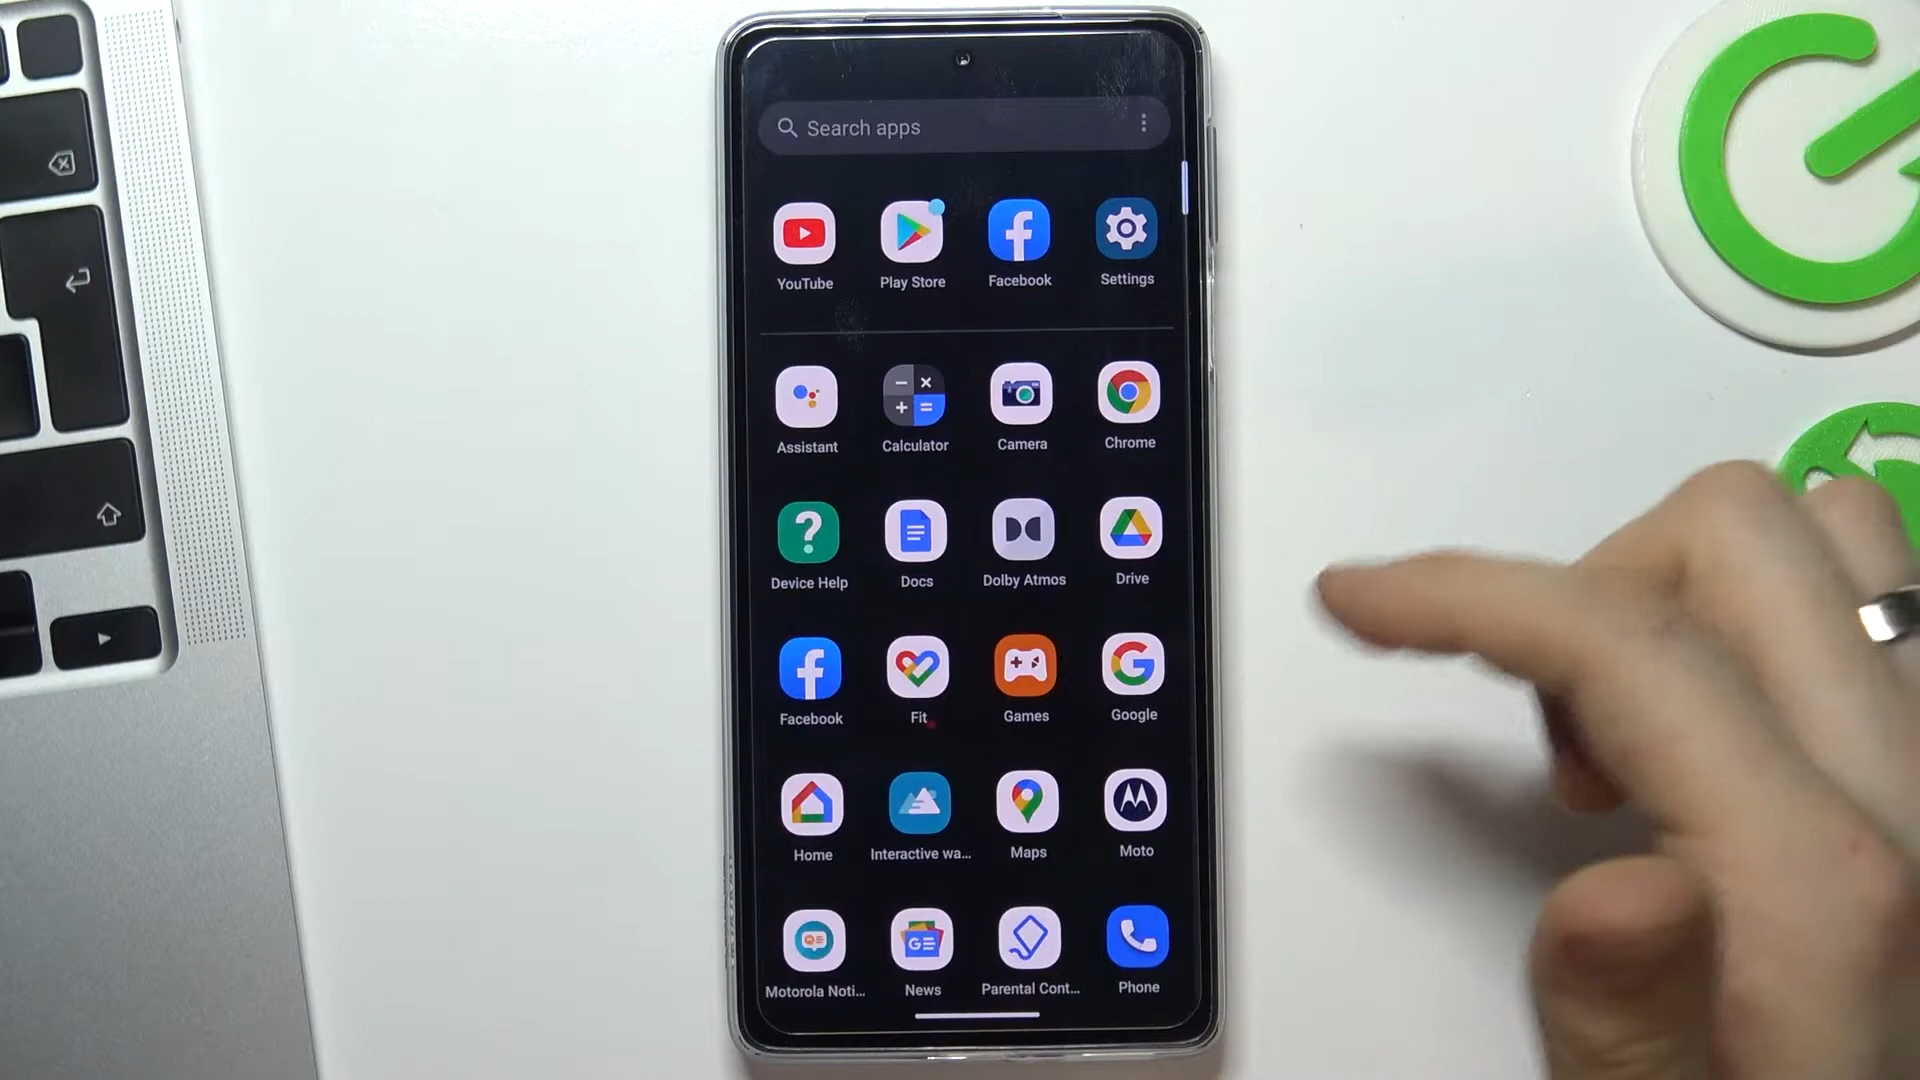 Search apps
YouTube Play Store Facebook Settings
Assistant Calculator Camera Chrome
Device Help Docs Dolby Atmos Drive
Facebook Fit Games Google
Home Interactive wa... Maps Moto
Motorola Noti... News Parental Cont... Phone